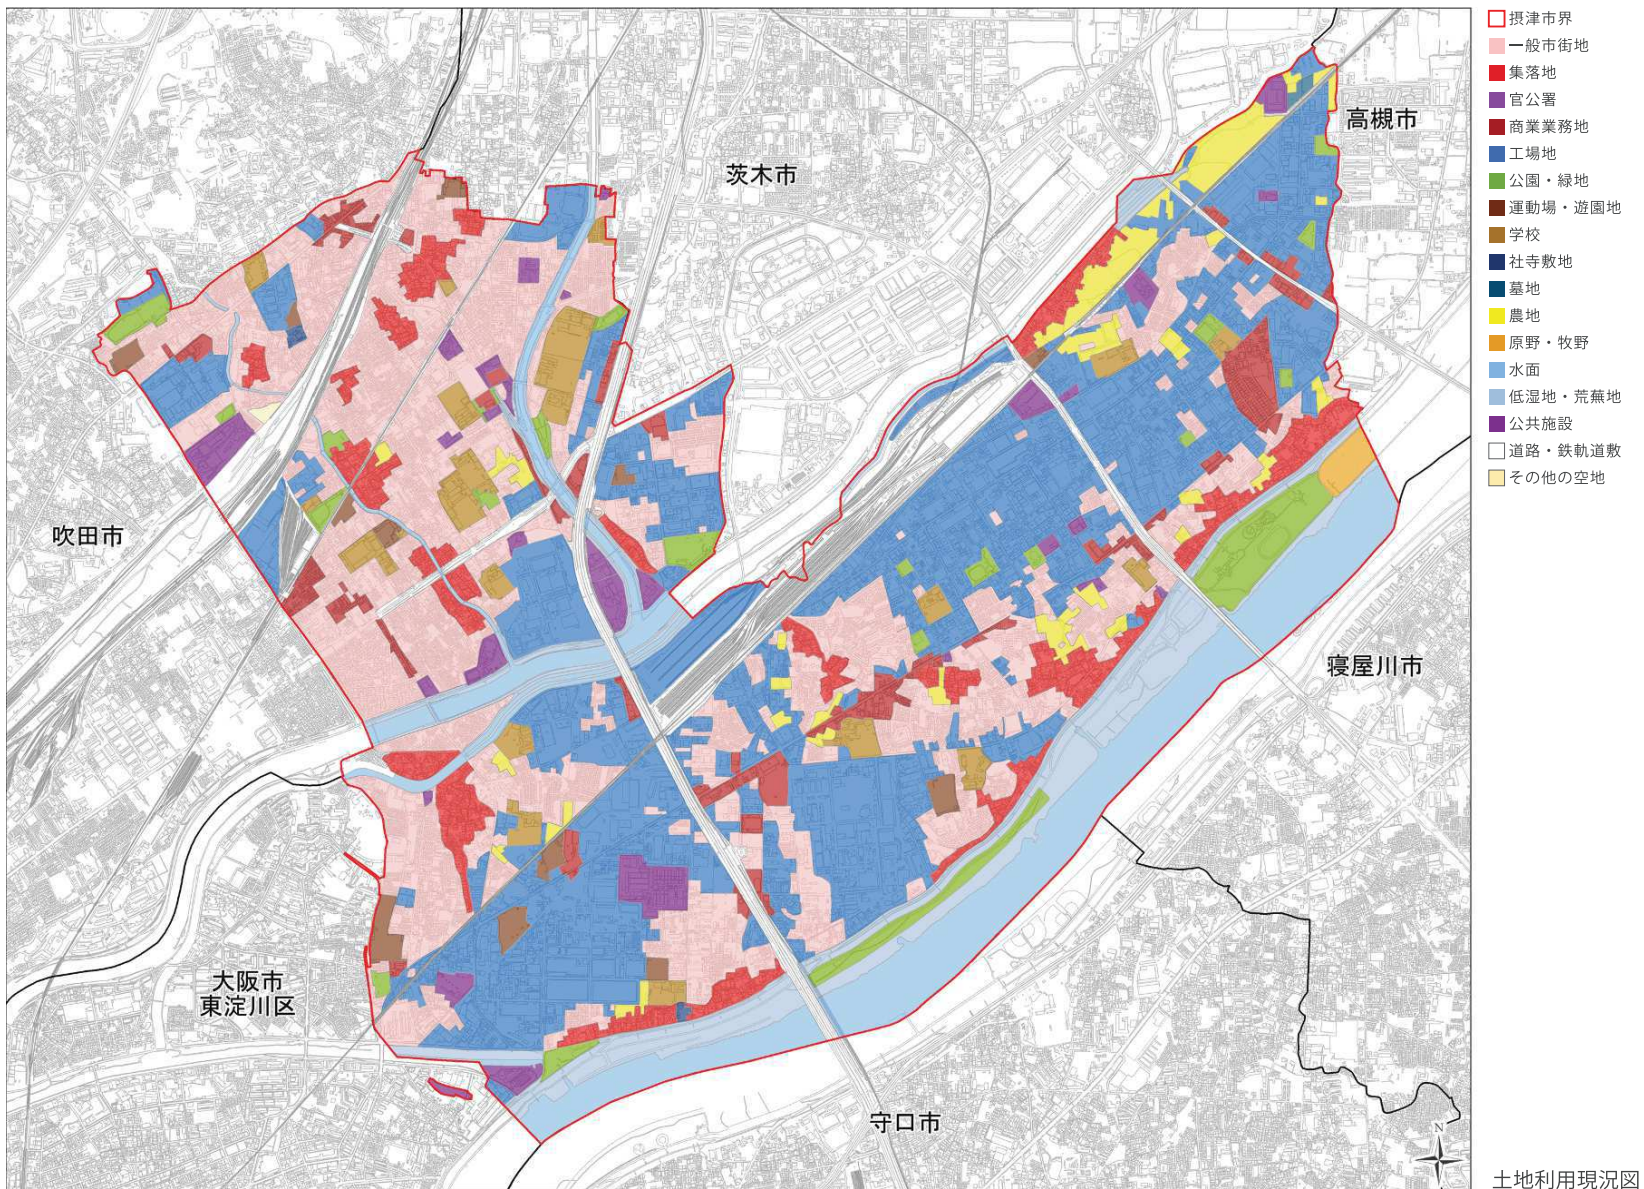 摂津市界
一般市街地
集落地
官公署
商業業務地
工場地
公園・緑地
運動場・遊園地
学校
社寺敷地
墓地
農地
原野・牧野
水面
低湿地・荒蕪地
公共施設
道路・鉄軌道敷
その他の空地
高槻市
茨木市
吹田市
寝屋川市
大阪市
東淀川区
守口市
N
土地利用現況図